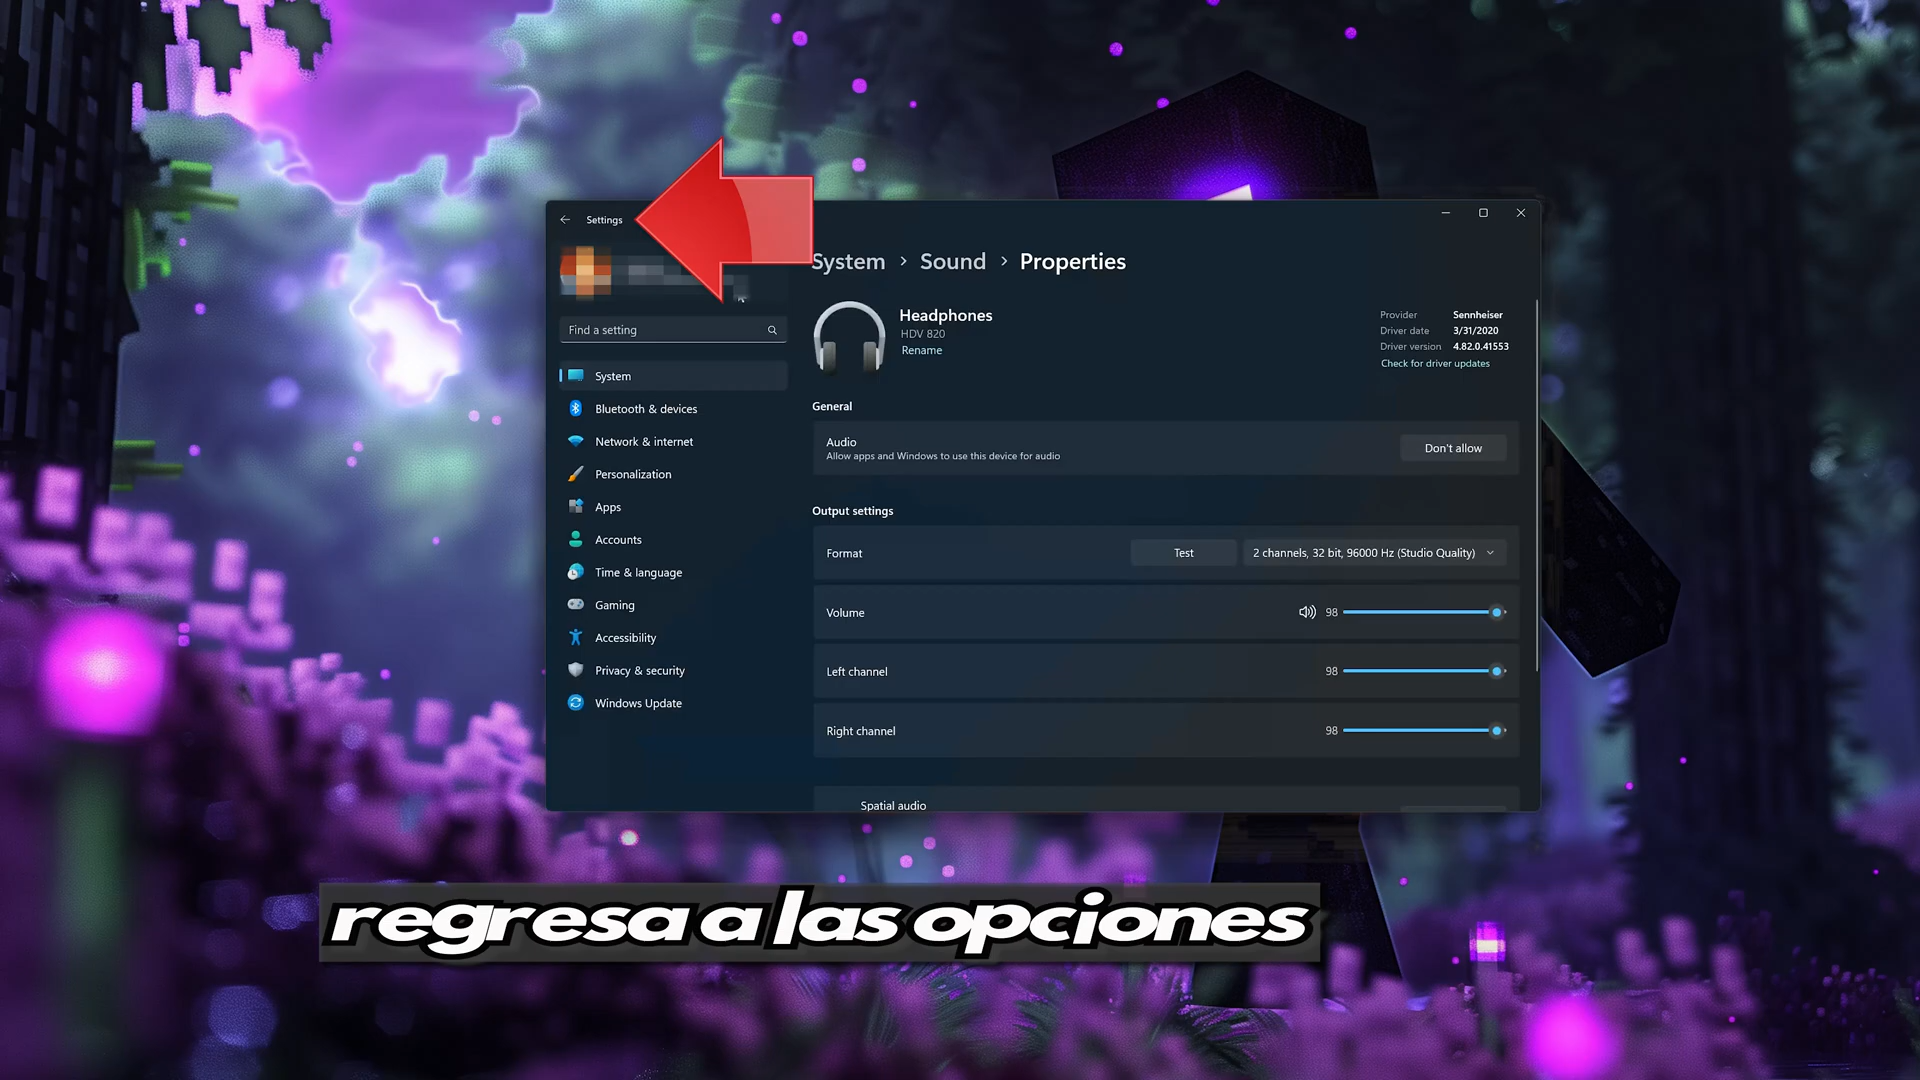 Settings
System > Sound > Properties
Find a setting
System
Bluetooth & devices
Network & internet
Personalization
Apps
Accounts
Time & language
Gaming
Accessibility
Privacy & security
Windows Update
Headphones
HDV 820
Rename
Provider Sennheiser
Driver date 3/31/2020
Driver version 4.82.0.41553
Check for driver updates
General
Audio
Allow apps and Windows to use this device for audio
Don't allow
Output settings
Format Test 2 channels, 32 bit, 96000 Hz (Studio Quality)
Volume 98
Left channel 98
Right channel 98
Spatial audio
regresa a las opciones